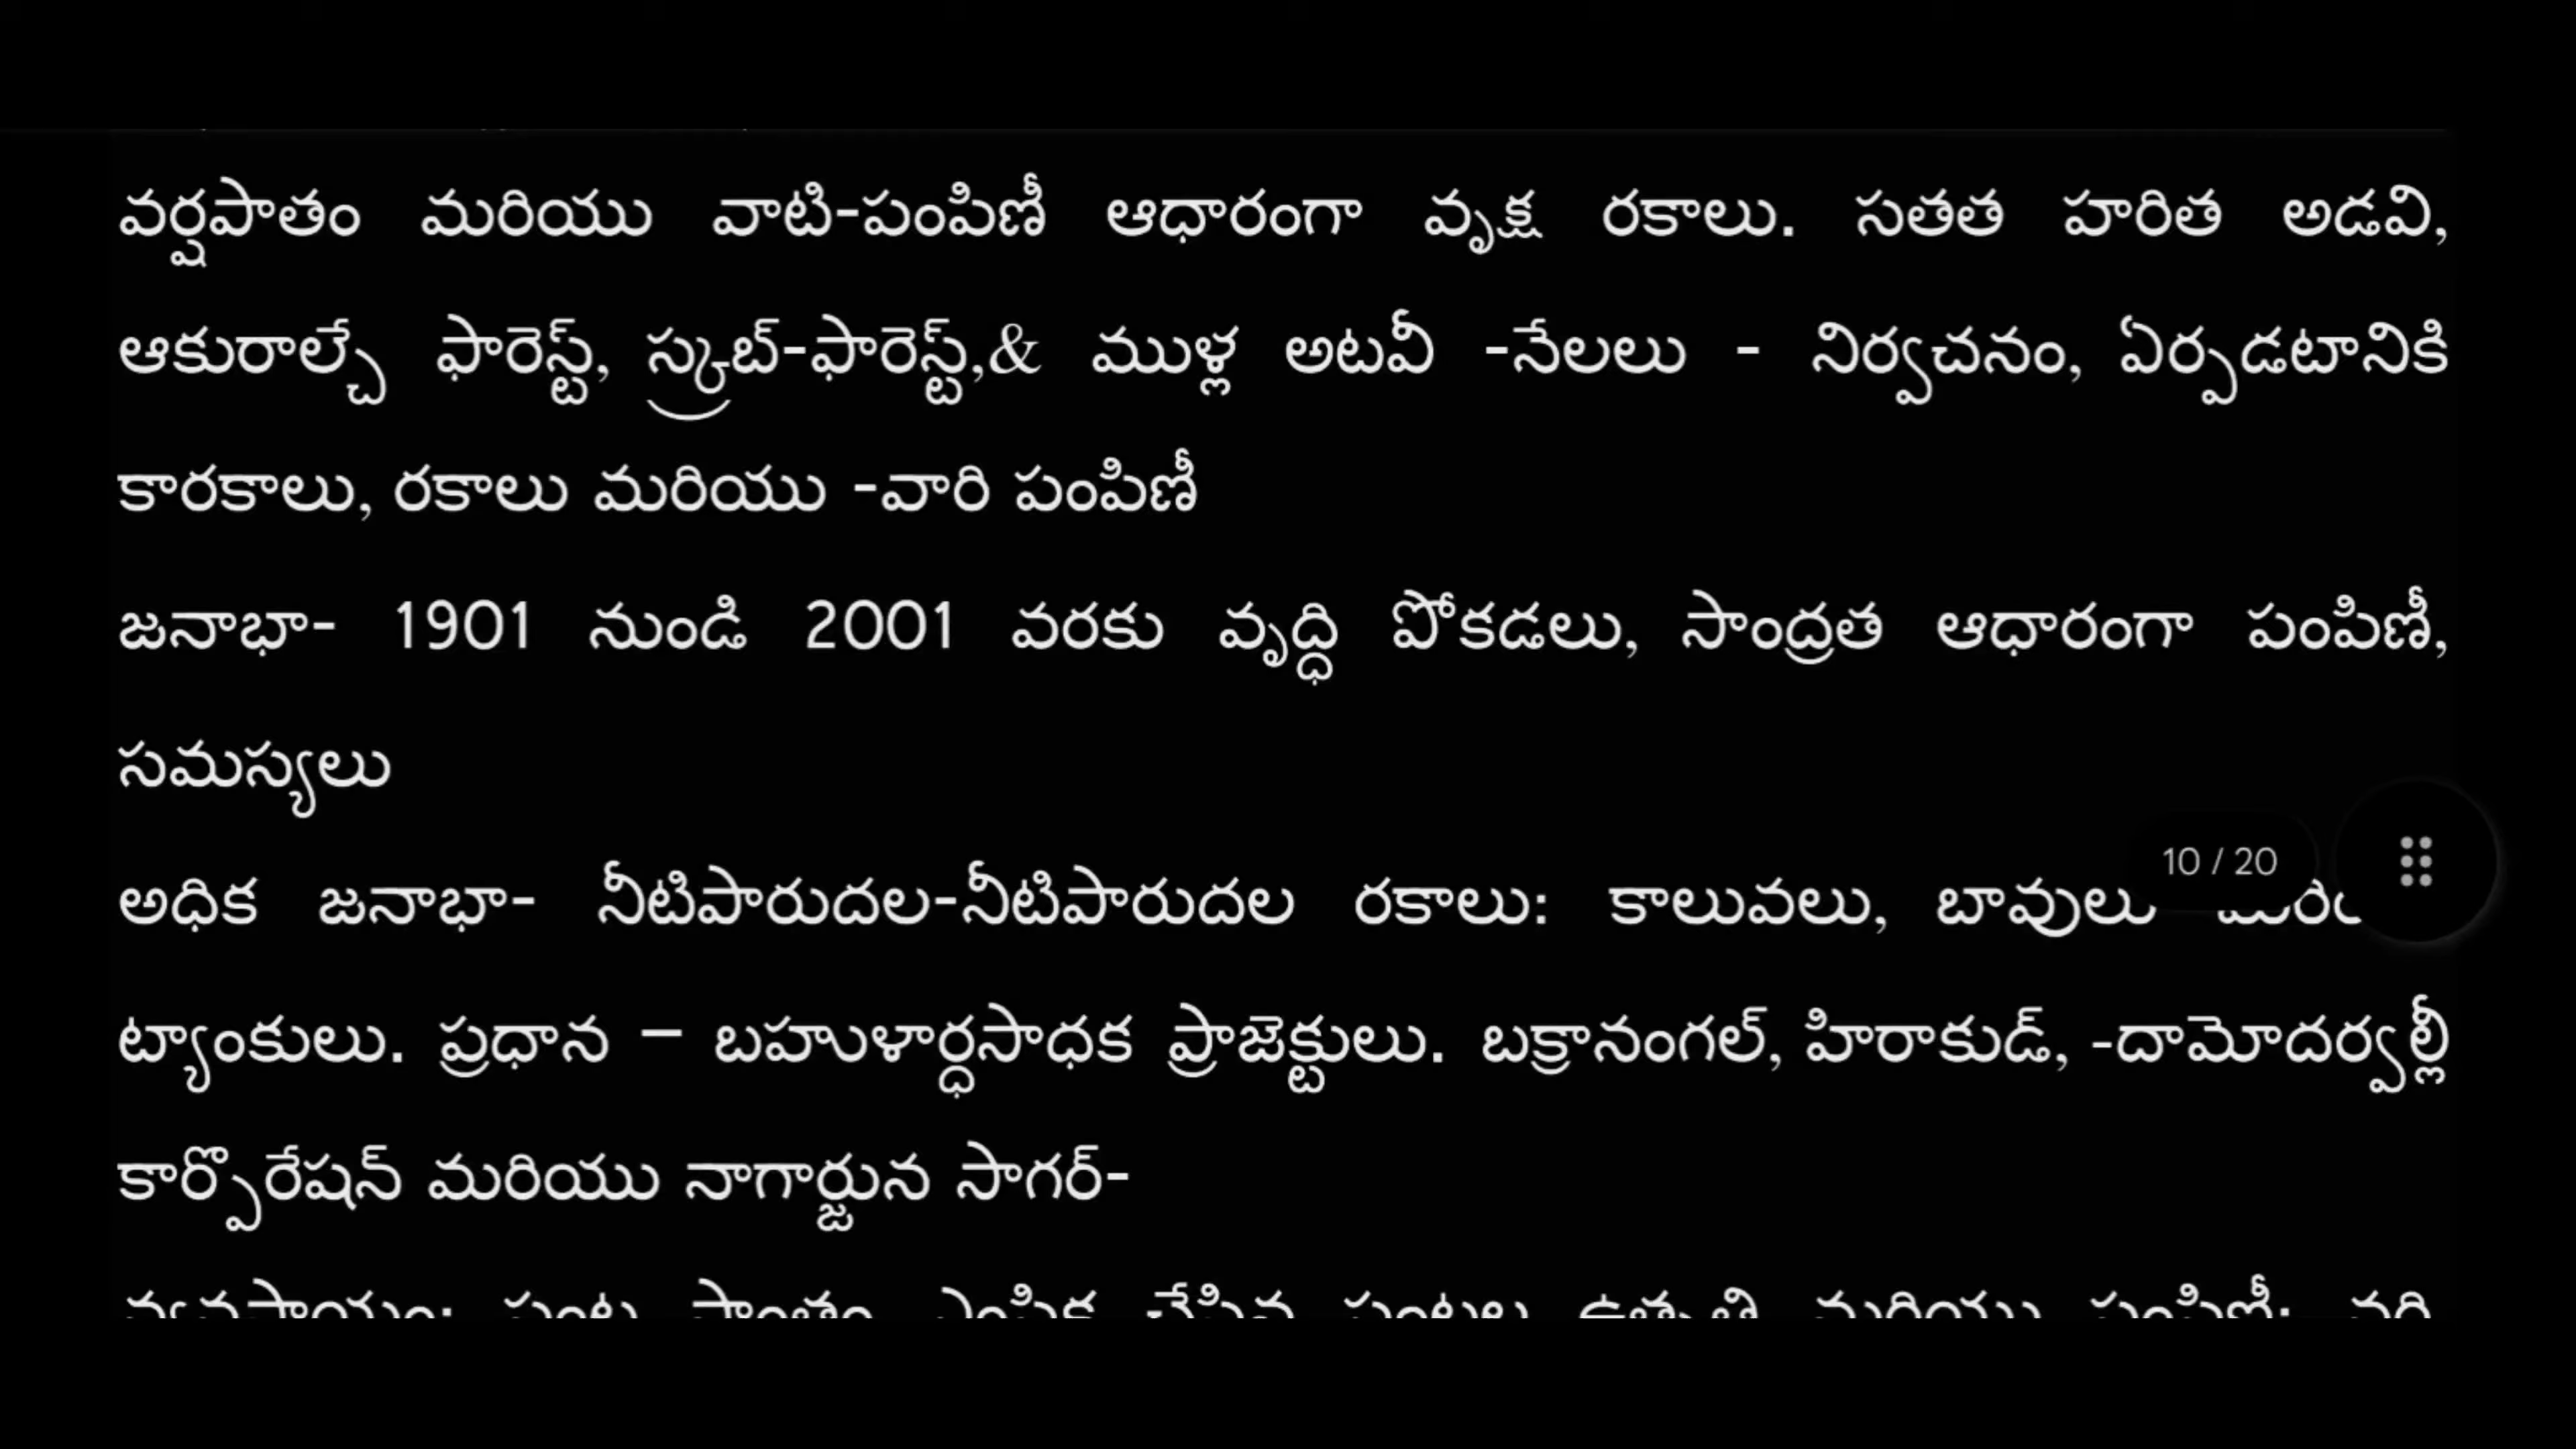 వర్షపాతం మరియు వాటి-పంపిణీ ఆధారంగా వృక్ష రకాలు. సతత హరిత అడవి,
ఆకురాల్చే ఫారెస్ట్, స్క్రబ్-ఫారెస్ట్,& ముళ్ల అటవీ -నేలలు - నిర్వచనం, ఏర్పడటానికి
కారకాలు, రకాలు మరియు -వారి పంపిణీ
జనాభా- 1901 నుండి 2001 వరకు వృద్ధి పోకడలు, సాంద్రత ఆధారంగా పంపిణీ,
సమస్యలు
10 / 20
అధిక జనాభా- నీటిపారుదల-నీటిపారుదల రకాలు: కాలువలు, బావులు
ట్యాంకులు. ప్రధాన – బహుళార్ధసాధక ప్రాజెక్టులు. బక్రానంగల్, హిరాకుడ్, -దామోదర్వల్లీ
కార్పొరేషన్ మరియు నాగార్జున సాగర్-